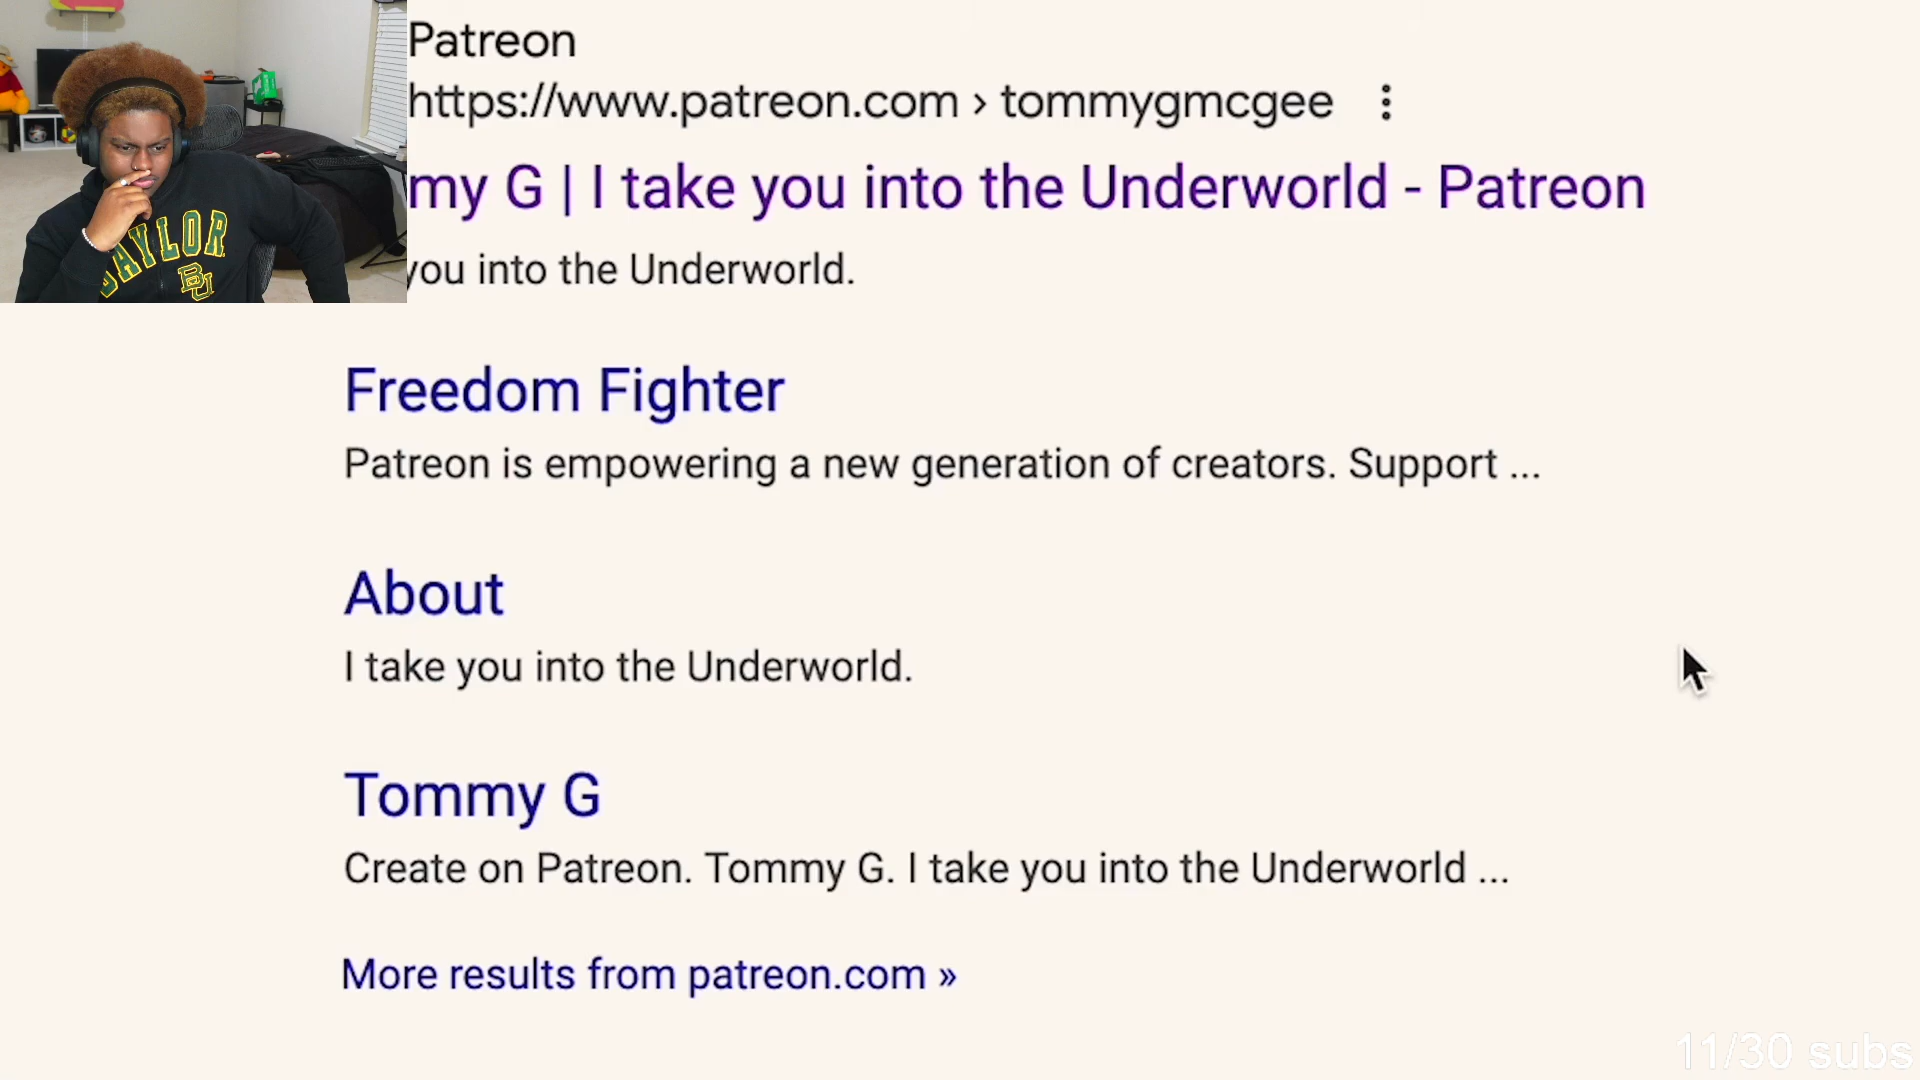 Patreon
https://www.patreon.com › tommygmcgee
my G | I take you into the Underworld - Patreon
you into the Underworld.
BAYLOR
BU
Freedom Fighter
Patreon is empowering a new generation of creators. Support ...
About
I take you into the Underworld.
Tommy G
Create on Patreon. Tommy G. I take you into the Underworld ...
More results from patreon.com »
11/30 subs